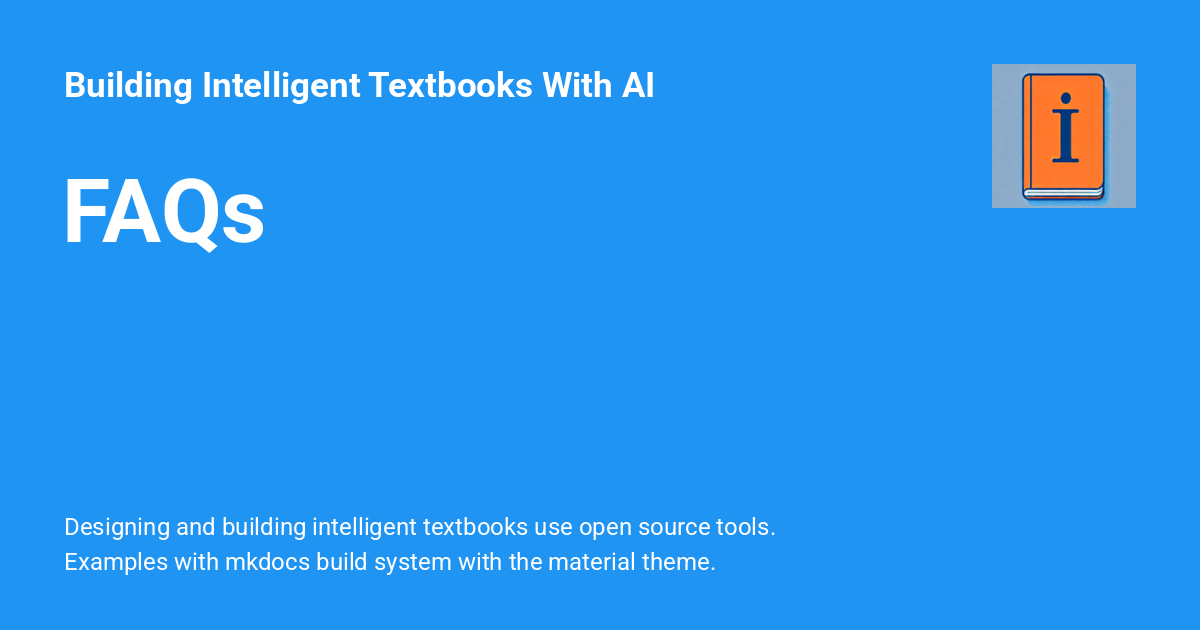 Building Intelligent Textbooks With AI
i
FAQs
Designing and building intelligent textbooks use open source tools.
Examples with mkdocs build system with the material theme.